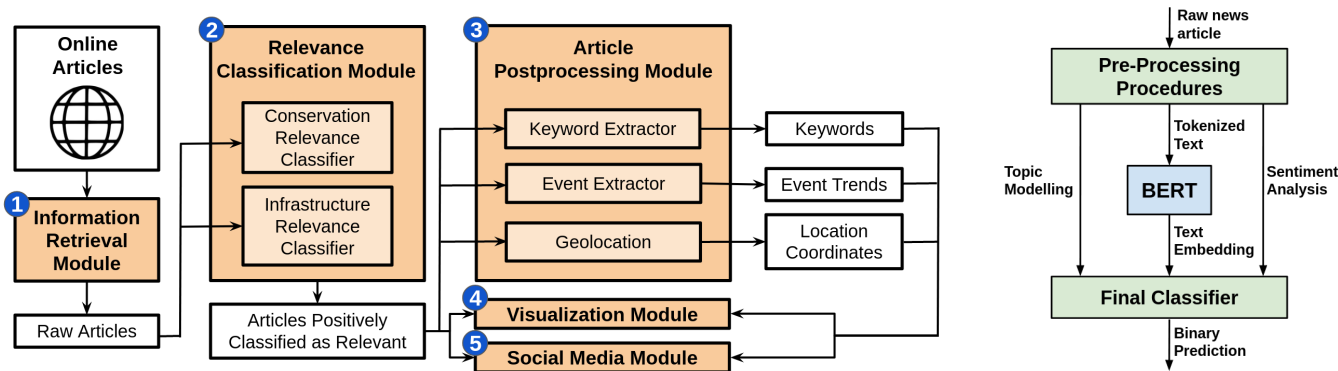 Online
Articles
1
Information
Retrieval
Module
Raw Articles
2
Relevance
Classification Module
Conservation
Relevance
Classifier
Infrastructure
Relevance
Classifier
Articles Positively
Classified as Relevant
3
Article
Postprocessing Module
Keyword Extractor
Event Extractor
Geolocation
Keywords
Event Trends
Location
Coordinates
4
Visualization Module
5
Social Media Module
Raw news
article
Pre-Processing
Procedures
Topic
Modelling
Tokenized
Text
BERT
Text
Embedding
Sentiment
Analysis
Final Classifier
Binary
Prediction